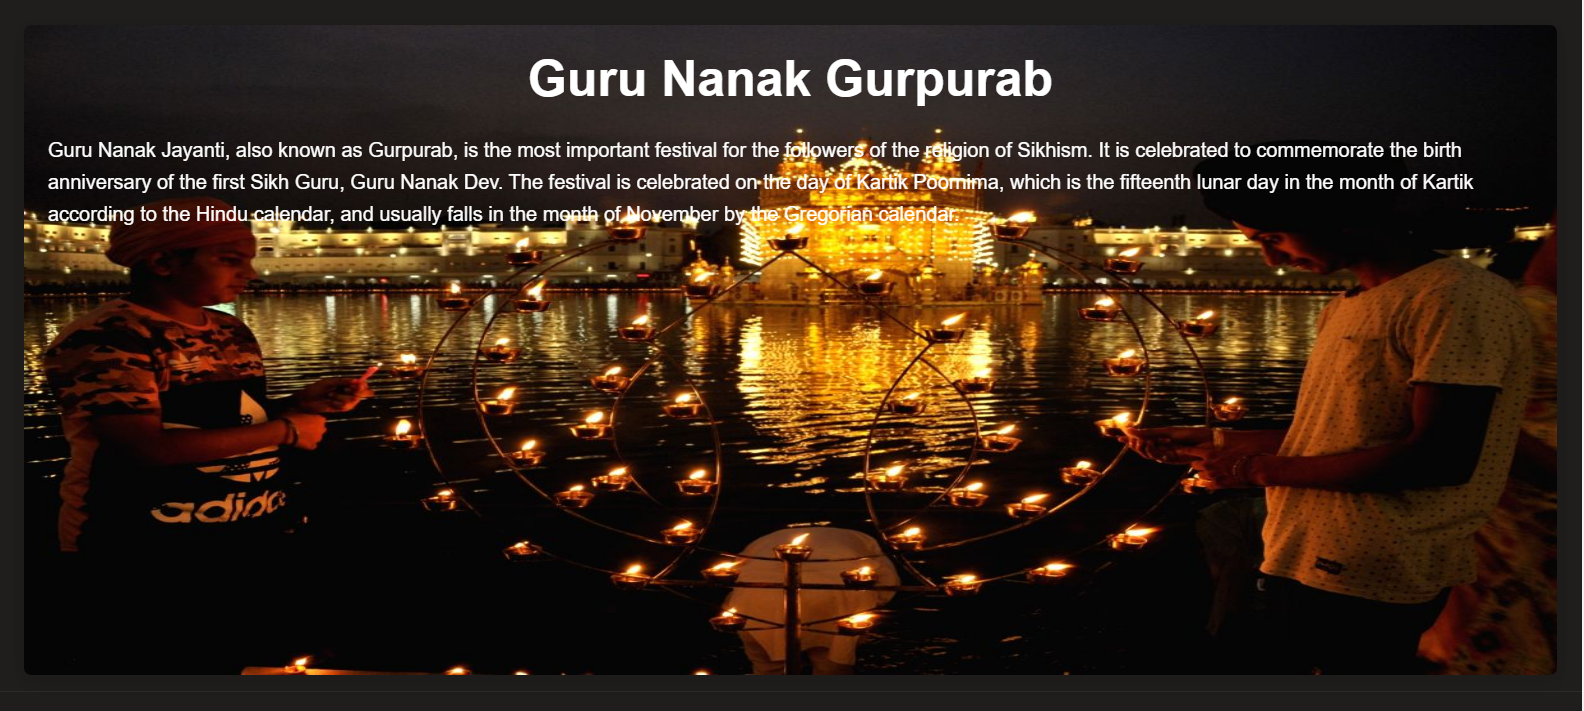 Guru Nanak Gurpurab
Guru Nanak Jayanti, also known as Gurpurab, is the most important festival for the followers of the religion of Sikhism. It is celebrated to commemorate the birth
anniversary of the first Sikh Guru, Guru Nanak Dev. The festival is celebrated on the day of Kartik Poornima, which is the fifteenth lunar day in the month of Kartik
according to the Hindu calendar, and usually falls in the month of November by the Gregorian calendar.
adidas